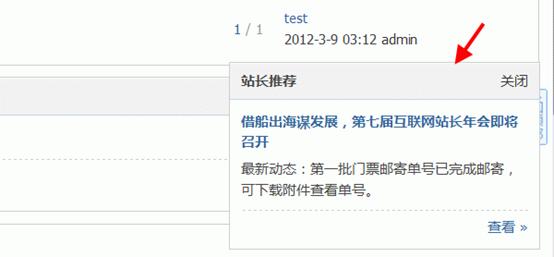 test
1 / 1
2012-3-9 03:12 admin
站长推荐
关闭
借船出海谋发展，第七届互联网站长年会即将
召开
最新动态：第一批门票邮寄单号已完成邮寄，
可下载附件查看单号。
查看 »